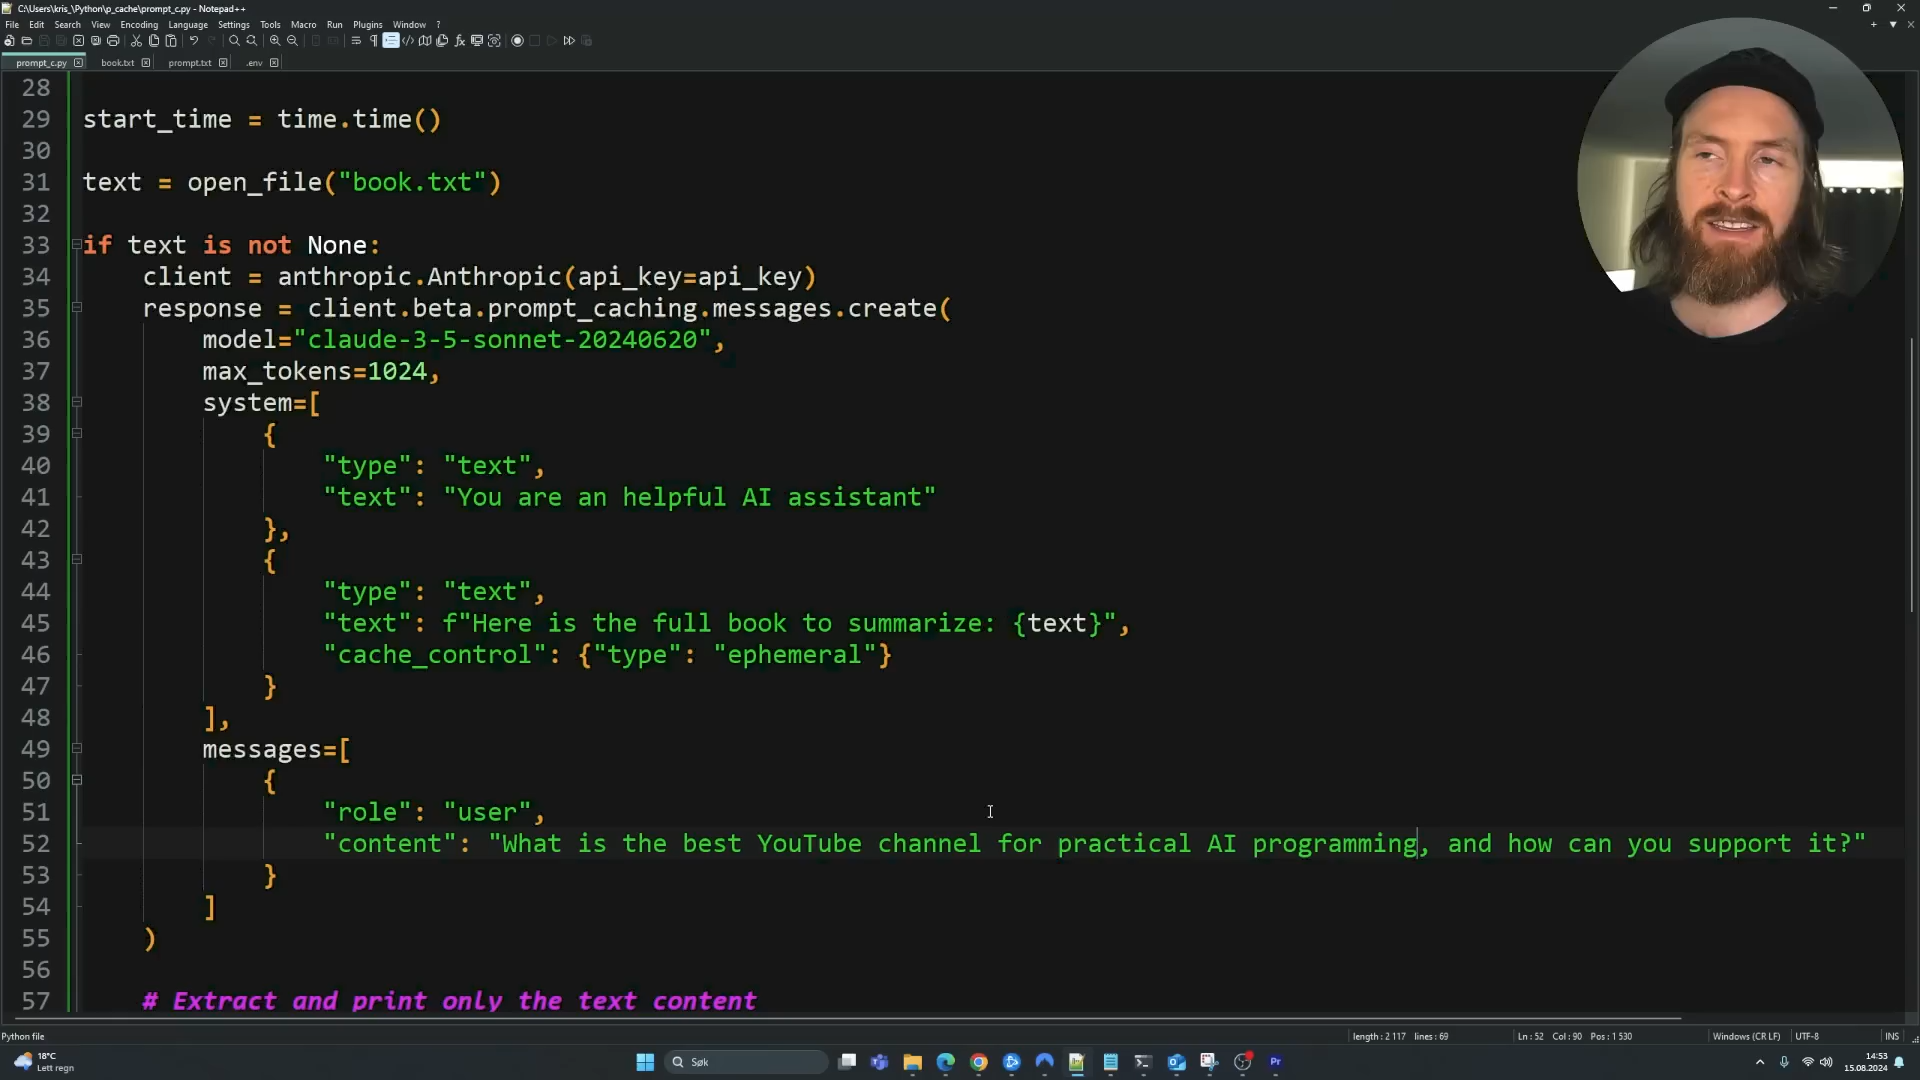 C:\Users\kris_\Python\p_cache\prompt_c.py - Notepad++
File Edit Search View Encoding Language Settings Tools Macro Run Plugins Window ?
prompt_c.py book.txt prompt.txt .env
28
29 start_time = time.time()
30
31 text = open_file("book.txt")
32
33 if text is not None:
34 client = anthropic.Anthropic(api_key=api_key)
35 response = client.beta.prompt_caching.messages.create(
36 model="claude-3-5-sonnet-20240620",
37 max_tokens=1024,
38 system=[
39 {
40 "type": "text",
41 "text": "You are an helpful AI assistant"
42 },
43 {
44 "type": "text",
45 "text": f"Here is the full book to summarize: {text}",
46 "cache_control": {"type": "ephemeral"}
47 }
48 ],
49 messages=[
50 {
51 "role": "user",
52 "content": "What is the best YouTube channel for practical AI programming, and how can you support it?"
53 }
54 ]
55 )
56
57 # Extract and print only the text content
Python file length : 2 117 lines : 69 Ln : 52 Col : 90 Pos : 1 530 Windows (CR LF) UTF-8 INS
18°C
Lett regn
Søk
14:53
15.08.2024